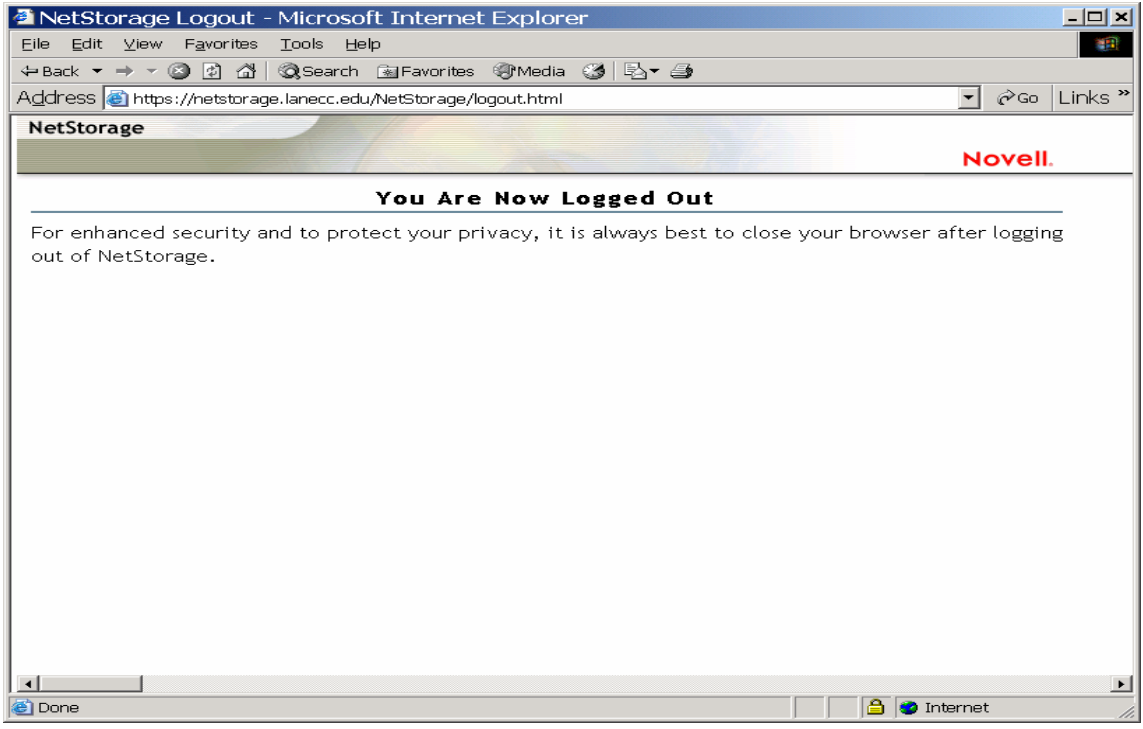 NetStorage Logout - Microsoft Internet Explorer
File Edit View Favorites Tools Help
Back Search Favorites Media
Address https://netstorage.lanecc.edu/NetStorage/logout.html Go Links »
NetStorage
Novell.
You Are Now Logged Out
For enhanced security and to protect your privacy, it is always best to close your browser after logging
out of NetStorage.
Done Internet